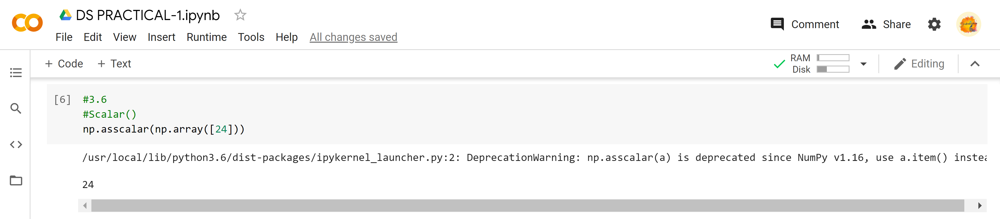 DS PRACTICAL-1.ipynb
File Edit View Insert Runtime Tools Help All changes saved
Comment Share
+ Code + Text
RAM
Disk
Editing
[6] #3.6
#Scalar()
np.asscalar(np.array([24]))
/usr/local/lib/python3.6/dist-packages/ipykernel_launcher.py:2: DeprecationWarning: np.asscalar(a) is deprecated since NumPy v1.16, use a.item() instea
24